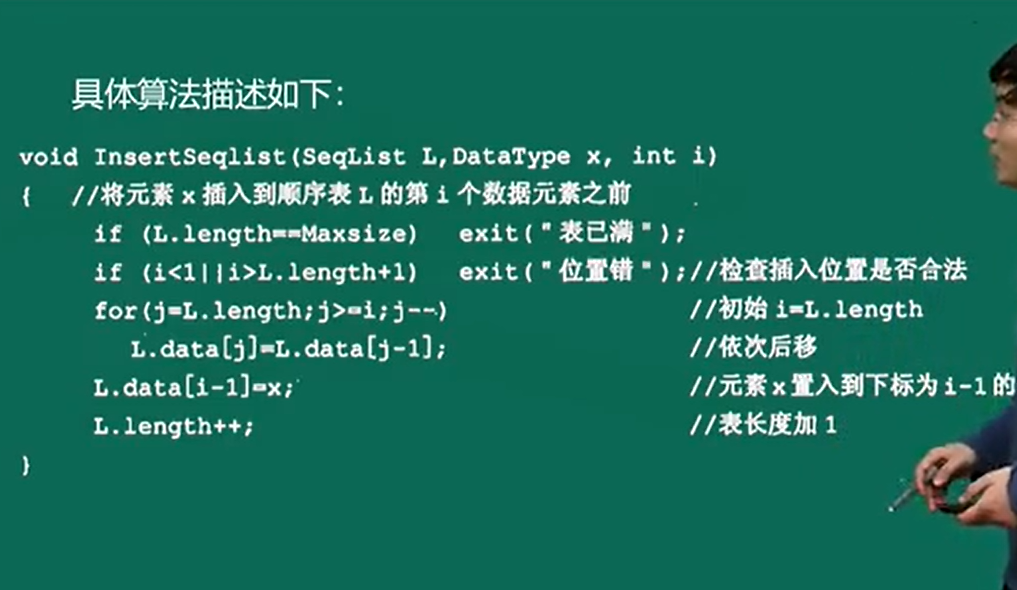 具体算法描述如下：
void InsertSeqlist(SeqList L,DataType x, int i)
{ //将元素 x 插入到顺序表 L 的第 i 个数据元素之前
if (L.length==Maxsize) exit("表已满");
if (i<1||i>L.length+1) exit("位置错");//检查插入位置是否合法
for(j=L.length;j>=i;j--) //初始 i=L.length
L.data[j]=L.data[j-1]; //依次后移
L.data[i-1]=x; //元素 x 置入到下标为 i-1 的
L.length++; //表长度加 1
}